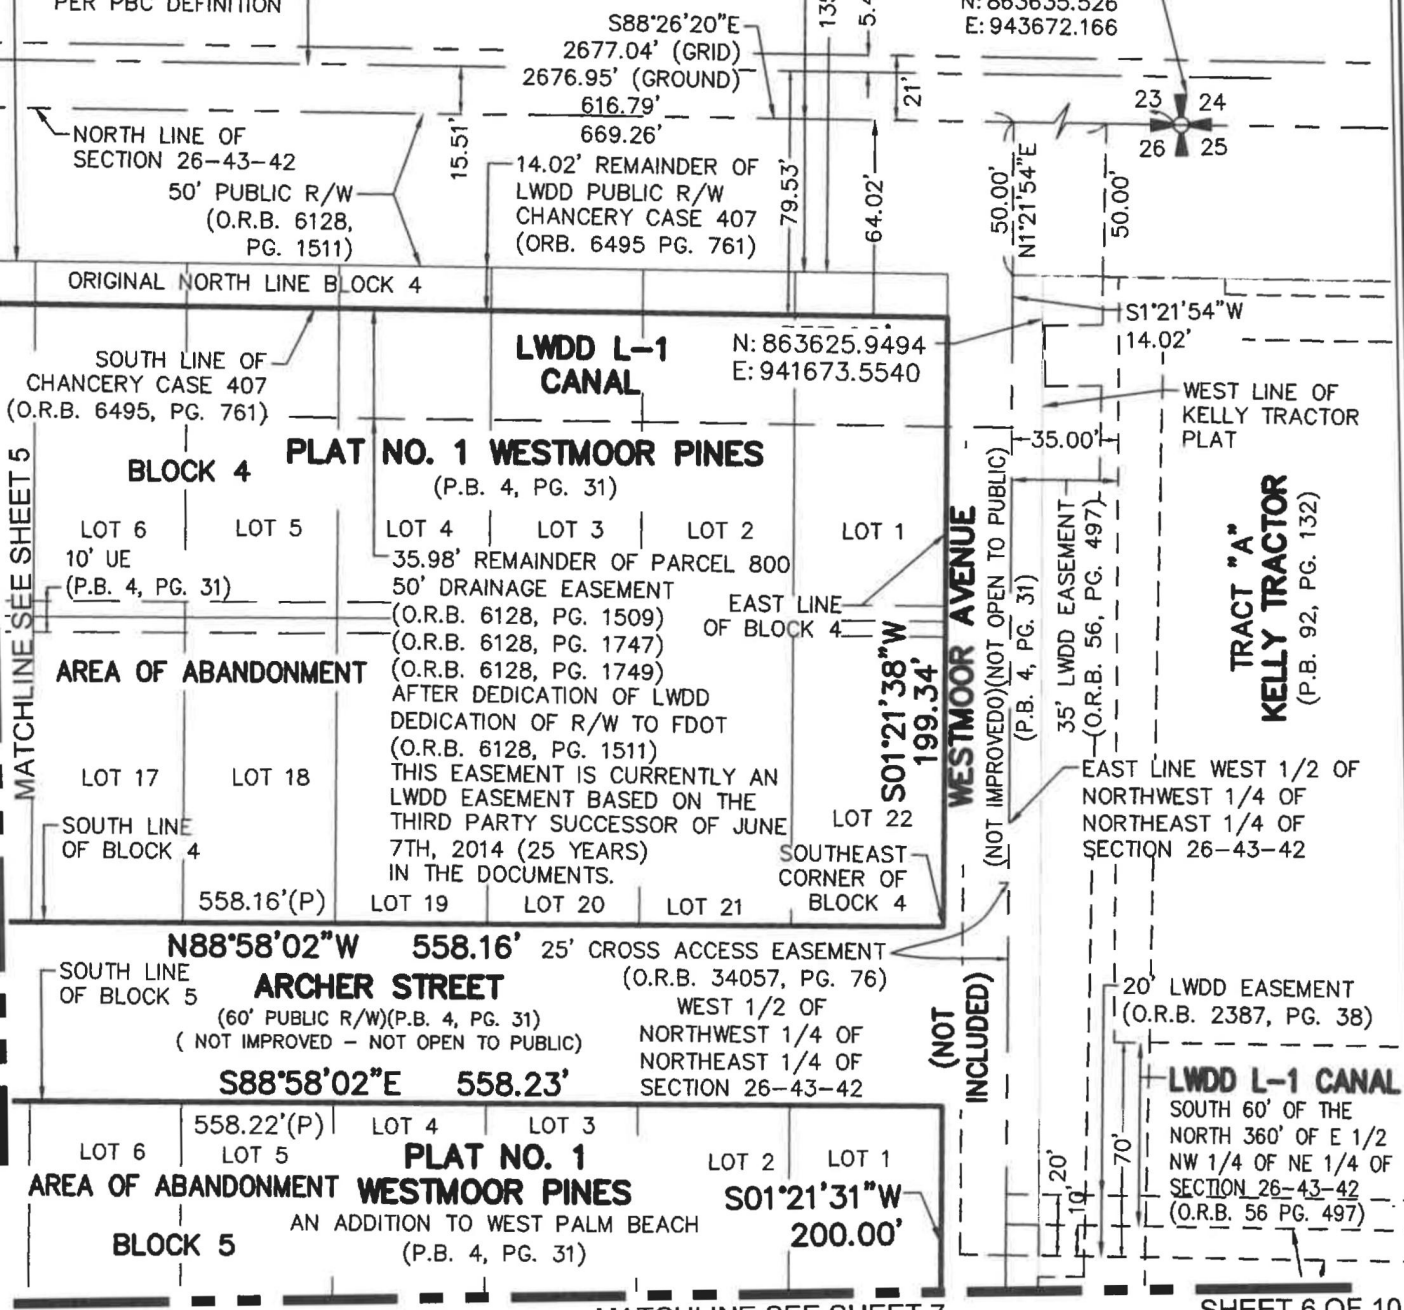 PER PBC DEFINITION
S88°26'20"E
2677.04' (GRID)
2676.95' (GROUND)
616.79'
669.26'
21'
N: 863635.526
E: 943672.166
23 24
26 25
NORTH LINE OF
SECTION 26-43-42
15.51'
50' PUBLIC R/W
(O.R.B. 6128,
PG. 1511)
14.02' REMAINDER OF
LWDD PUBLIC R/W
CHANCERY CASE 407
(ORB. 6495 PG. 761)
79.53'
64.02'
50.00'
N1°21'54"E
50.00'
ORIGINAL NORTH LINE BLOCK 4
S1°21'54"W
14.02'
SOUTH LINE OF
CHANCERY CASE 407
(O.R.B. 6495, PG. 761)
LWDD L-1
CANAL
N: 863625.9494
E: 941673.5540
WEST LINE OF
KELLY TRACTOR
PLAT
35.00'
MATCHLINE SEE SHEET 5
BLOCK 4
PLAT NO. 1 WESTMOOR PINES
(P.B. 4, PG. 31)
LOT 6
LOT 5
LOT 4
LOT 3
LOT 2
LOT 1
10' UE
(P.B. 4, PG. 31)
35.98' REMAINDER OF PARCEL 800
50' DRAINAGE EASEMENT
(O.R.B. 6128, PG. 1509)
(O.R.B. 6128, PG. 1747)
(O.R.B. 6128, PG. 1749)
AFTER DEDICATION OF LWDD
DEDICATION OF R/W TO FDOT
(O.R.B. 6128, PG. 1511)
THIS EASEMENT IS CURRENTLY AN
LWDD EASEMENT BASED ON THE
THIRD PARTY SUCCESSOR OF JUNE
7TH, 2014 (25 YEARS)
IN THE DOCUMENTS.
EAST LINE
OF BLOCK 4
S01°21'38"W
199.34'
WESTMOOR AVENUE
(NOT IMPROVEDO)(NOT OPEN TO PUBLIC)
(P.B. 4, PG. 31)
35' LWDD EASEMENT
(O.R.B. 56, PG. 497)
TRACT "A"
KELLY TRACTOR
(P.B. 92, PG. 132)
AREA OF ABANDONMENT
LOT 17
LOT 18
EAST LINE WEST 1/2 OF
NORTHWEST 1/4 OF
NORTHEAST 1/4 OF
SECTION 26-43-42
LOT 22
SOUTH LINE
OF BLOCK 4
SOUTHEAST
CORNER OF
BLOCK 4
558.16'(P)
LOT 19
LOT 20
LOT 21
N88°58'02"W 558.16'
25' CROSS ACCESS EASEMENT
(O.R.B. 34057, PG. 76)
SOUTH LINE
OF BLOCK 5
ARCHER STREET
(60' PUBLIC R/W)(P.B. 4, PG. 31)
( NOT IMPROVED - NOT OPEN TO PUBLIC)
WEST 1/2 OF
NORTHWEST 1/4 OF
NORTHEAST 1/4 OF
SECTION 26-43-42
(NOT
INCLUDED)
20' LWDD EASEMENT
(O.R.B. 2387, PG. 38)
S88°58'02"E 558.23'
LWDD L-1 CANAL
SOUTH 60' OF THE
NORTH 360' OF E 1/2
NW 1/4 OF NE 1/4 OF
SECTION 26-43-42
(O.R.B. 56 PG. 497)
558.22'(P)
LOT 6
LOT 5
LOT 4
LOT 3
LOT 2
LOT 1
PLAT NO. 1
WESTMOOR PINES
AN ADDITION TO WEST PALM BEACH
(P.B. 4, PG. 31)
AREA OF ABANDONMENT
BLOCK 5
S01°21'31"W
200.00'
20'
10'
70'
MATCHLINE SEE SHEET 7
SHEET 6 OF 10